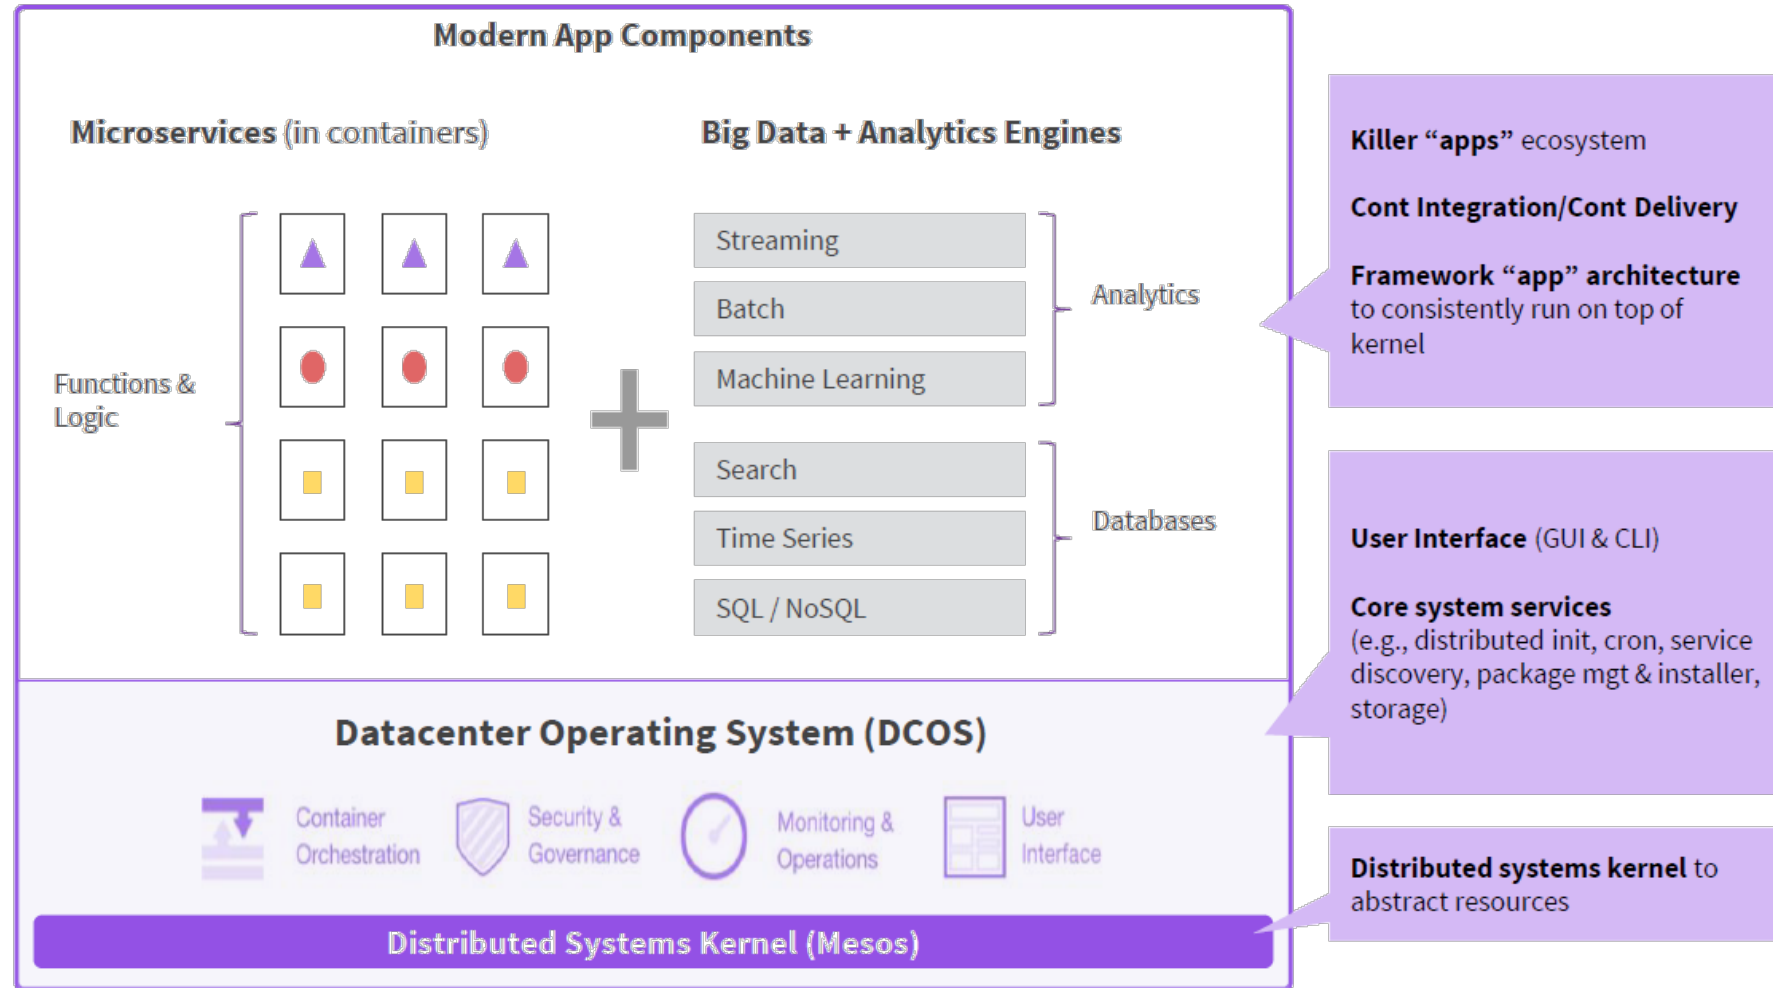 Modern App Components
Microservices (in containers)
Big Data + Analytics Engines
Functions &
Logic
Streaming
Batch
Machine Learning
Analytics
Search
Time Series
SQL / NoSQL
Databases
Datacenter Operating System (DCOS)
Container
Orchestration
Security &
Governance
Monitoring &
Operations
User
Interface
Distributed Systems Kernel (Mesos)
Killer “apps” ecosystem
Cont Integration/Cont Delivery
Framework “app” architecture
to consistently run on top of
kernel
User Interface (GUI & CLI)
Core system services
(e.g., distributed init, cron, service
discovery, package mgt & installer,
storage)
Distributed systems kernel to
abstract resources